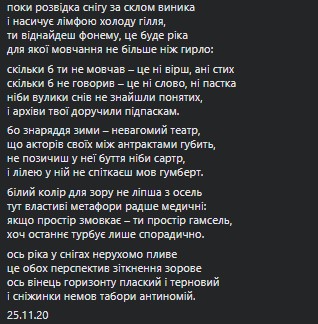 поки розвідка снігу за склом виника
і насичує лімфою холоду гілля,
ти віднайдеш фонему, це буде ріка
для якої мовчання не більше ніж гирло:
скільки б ти не мовчав – це ні вірш, ані стих
скільки б не говорив – це ні слово, ні пастка
ніби вулики снів не знайшли понятих,
і архіви твої доручили підпаскам.
бо знаряддя зими – невагомий театр,
що акторів своїх між антрактами губить,
не позичиш у неї буття ніби сартр,
і лілею у ній не спіткаєш мов гумберт.
білий колір для зору не ліпша з осель
тут властиві метафори радше медичні:
якщо простір змовкає – ти простір гамсель,
хоч останнє турбує лише спорадично.
ось ріка у снігах нерухомо пливе
це обох перспектив зіткнення зорове
ось вінець горизонту плаский і терновий
і сніжинки немов табори антиномій.
25.11.20